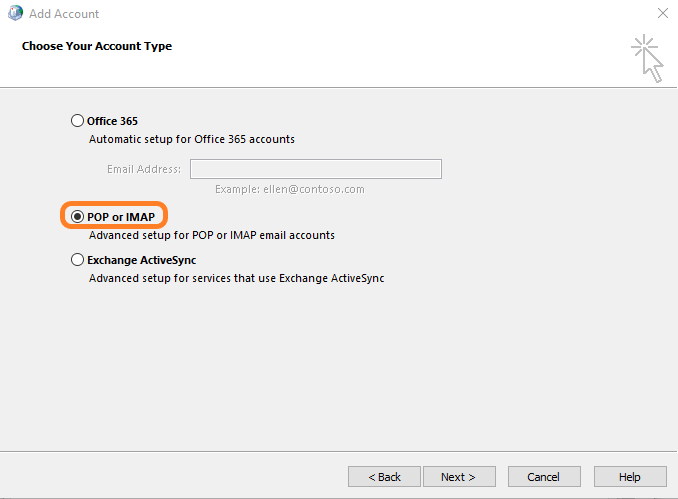 Add Account
Choose Your Account Type
Office 365
Automatic setup for Office 365 accounts
Email Address:
Example: ellen@contoso.com
POP or IMAP
Advanced setup for POP or IMAP email accounts
Exchange ActiveSync
Advanced setup for services that use Exchange ActiveSync
< Back Next > Cancel Help